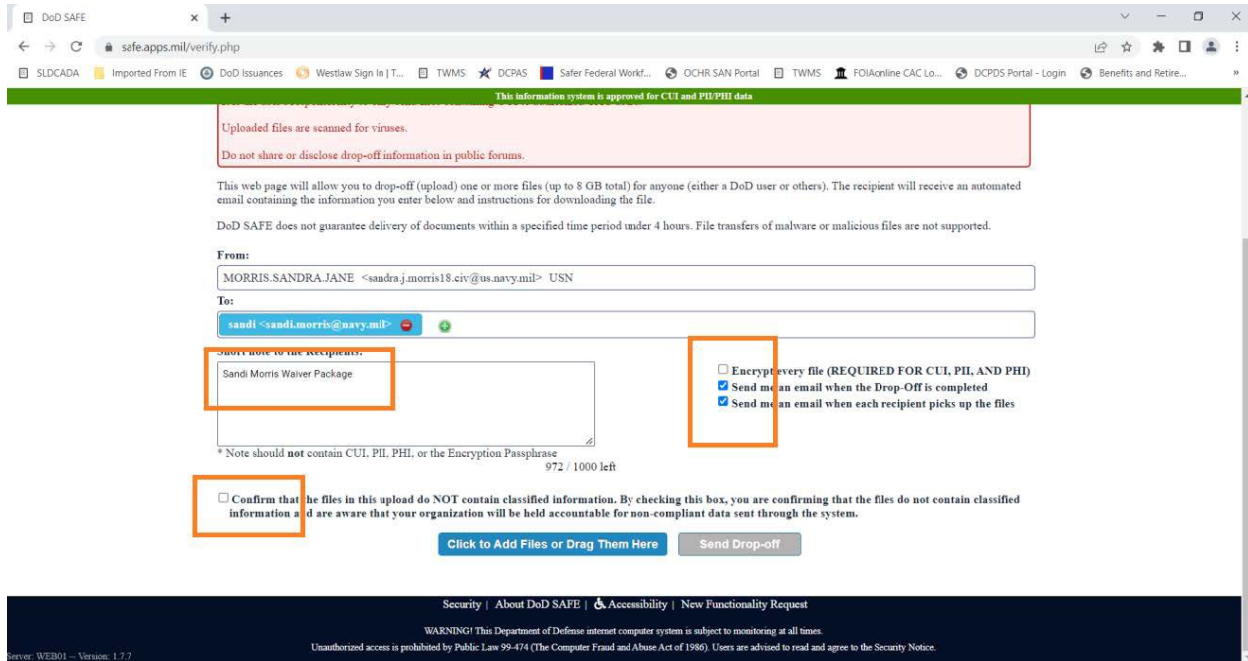 DoD SAFE
safe.apps.mil/verify.php
SLDCADA Imported From IE DoD Issuances Westlaw Sign In | T... TWMS DCPAS Safer Federal Workf... OCHR SAN Portal TWMS FOIAonline CAC Lo... DCPDS Portal - Login Benefits and Retire... »
This information system is approved for CUI and PII/PHI data
Uploaded files are scanned for viruses.
Do not share or disclose drop-off information in public forums.
This web page will allow you to drop-off (upload) one or more files (up to 8 GB total) for anyone (either a DoD user or others). The recipient will receive an automated
email containing the information you enter below and instructions for downloading the file.
DoD SAFE does not guarantee delivery of documents within a specified time period under 4 hours. File transfers of malware or malicious files are not supported.
From:
MORRIS.SANDRA.JANE <sandra.j.morris18.civ@us.navy.mil> USN
To:
sandi <sandi.morris@navy.mil>
Short note to the Recipients:
Sandi Morris Waiver Package
Encrypt every file (REQUIRED FOR CUI, PII, AND PHI)
Send me an email when the Drop-Off is completed
Send me an email when each recipient picks up the files
* Note should not contain CUI, PII, PHI, or the Encryption Passphrase
972 / 1000 left
Confirm that the files in this upload do NOT contain classified information. By checking this box, you are confirming that the files do not contain classified
information and are aware that your organization will be held accountable for non-compliant data sent through the system.
Click to Add Files or Drag Them Here Send Drop-off
Security | About DoD SAFE | Accessibility | New Functionality Request
WARNING! This Department of Defense internet computer system is subject to monitoring at all times.
Unauthorized access is prohibited by Public Law 99-474 (The Computer Fraud and Abuse Act of 1986). Users are advised to read and agree to the Security Notice.
Server: WEB01 -- Version: 1.7.7